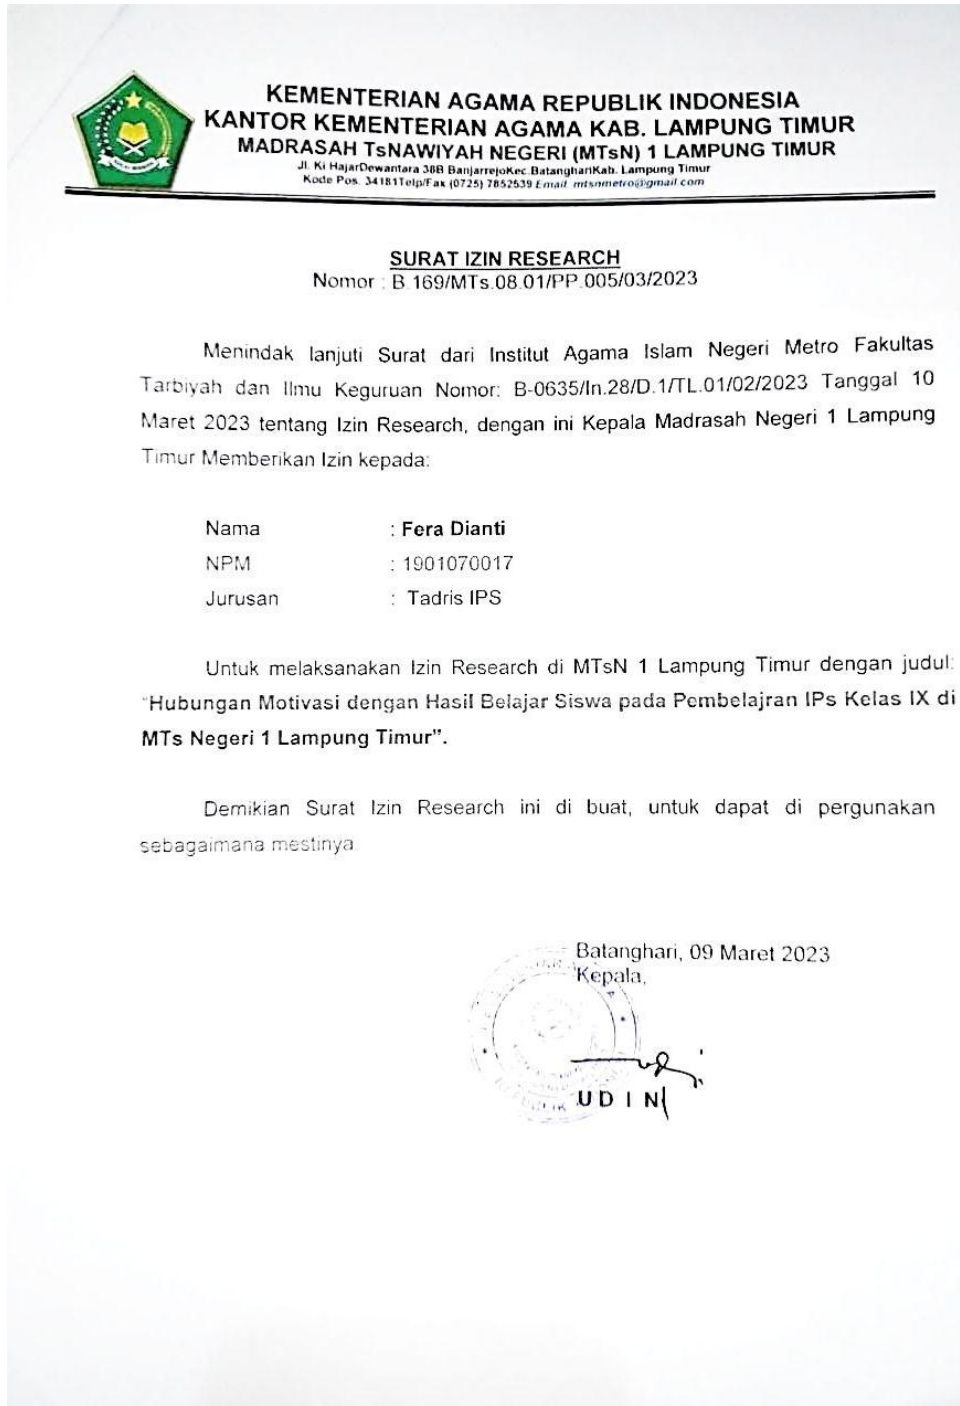 KEMENTERIAN AGAMA REPUBLIK INDONESIA
KANTOR KEMENTERIAN AGAMA KAB. LAMPUNG TIMUR
MADRASAH TsNAWIYAH NEGERI (MTsN) 1 LAMPUNG TIMUR
Jl. Ki HajarDewantara 38B BanjarrejoKec.BatanghariKab. Lampung Timur
Kode Pos. 34181Telp/Fax (0725) 7852539 Email. mtsnmetro@gmail.com
SURAT IZIN RESEARCH
Nomor : B.169/MTs.08.01/PP.005/03/2023
Menindak lanjuti Surat dari Institut Agama Islam Negeri Metro Fakultas
Tarbiyah dan Ilmu Keguruan Nomor: B-0635/In.28/D.1/TL.01/02/2023 Tanggal 10
Maret 2023 tentang Izin Research, dengan ini Kepala Madrasah Negeri 1 Lampung
Timur Memberikan Izin kepada:
Nama : Fera Dianti
NPM : 1901070017
Jurusan : Tadris IPS
Untuk melaksanakan Izin Research di MTsN 1 Lampung Timur dengan judul:
"Hubungan Motivasi dengan Hasil Belajar Siswa pada Pembelajran IPs Kelas IX di
MTs Negeri 1 Lampung Timur".
Demikian Surat Izin Research ini di buat, untuk dapat di pergunakan
sebagaimana mestinya
Batanghari, 09 Maret 2023
Kepala,
UDIN